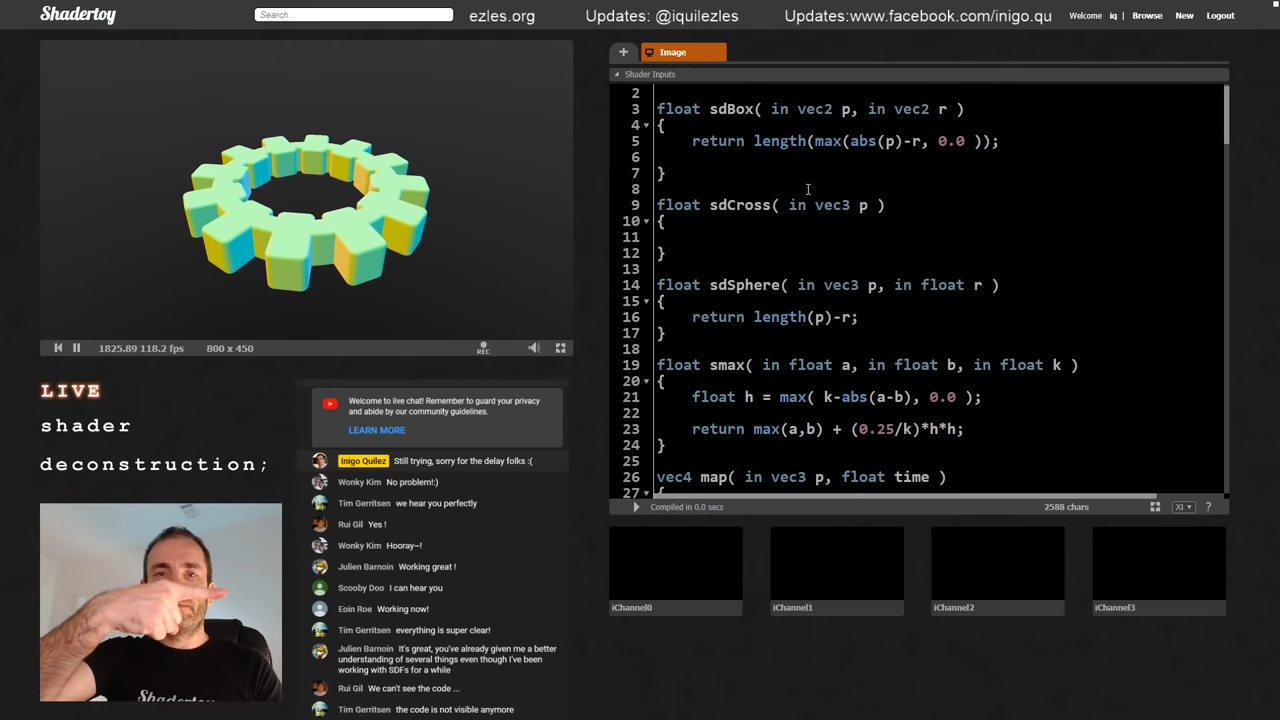 Shadertoy
Search...
ezles.org Updates: @iquilezles Updates:www.facebook.com/inigo.qu
Welcome iq | Browse New Logout
+ Image
Shader Inputs
2
3 float sdBox( in vec2 p, in vec2 r )
4 {
5 return length(max(abs(p)-r, 0.0 ));
6
7 }
8
9 float sdCross( in vec3 p )
10 {
11
12 }
13
14 float sdSphere( in vec3 p, in float r )
15 {
16 return length(p)-r;
17 }
18
19 float smax( in float a, in float b, in float k )
20 {
21 float h = max( k-abs(a-b), 0.0 );
22
23 return max(a,b) + (0.25/k)*h*h;
24 }
25
26 vec4 map( in vec3 p, float time )
27 {
1825.89 118.2 fps 800 x 450
REC
Compiled in 0.0 secs 2588 chars XI ?
iChannel0 iChannel1 iChannel2 iChannel3
LIVE
shader
deconstruction;
Welcome to live chat! Remember to guard your privacy
and abide by our community guidelines.
LEARN MORE
Inigo Quilez Still trying, sorry for the delay folks :(
Wonky Kim No problem!:)
Tim Gerritsen we hear you perfectly
Rui Gil Yes !
Wonky Kim Hooray~!
Julien Barnoin Working great !
Scooby Doo I can hear you
Eoin Roe Working now!
Tim Gerritsen everything is super clear!
Julien Barnoin It's great, you've already given me a better
understanding of several things even though I've been
working with SDFs for a while
Rui Gil We can't see the code ...
Tim Gerritsen the code is not visible anymore
Shadertoy